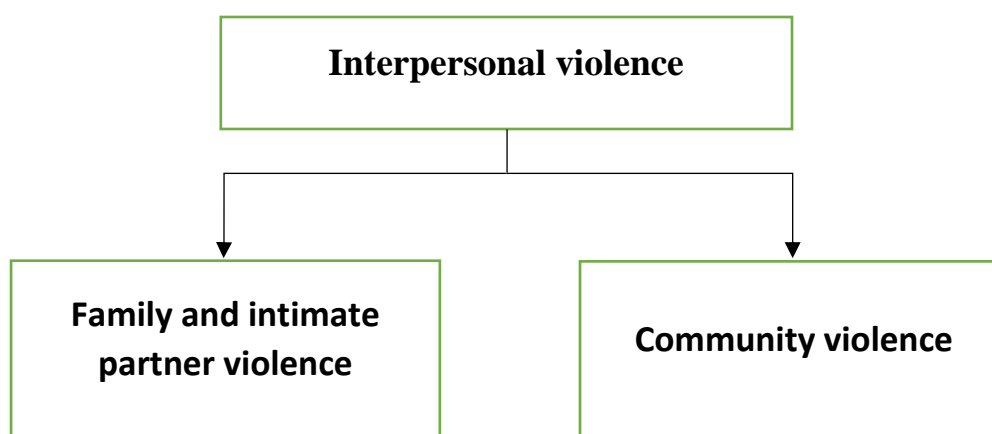 Interpersonal violence
Family and intimate
partner violence
Community violence